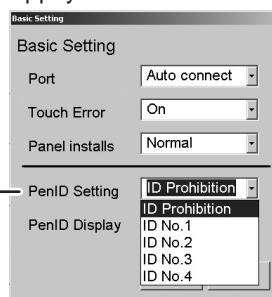 Basic Setting
Basic Setting
Port Auto connect
Touch Error On
Panel installs Normal
PenID Setting ID Prohibition
ID Prohibition
PenID Display ID No.1
ID No.2
ID No.3
ID No.4